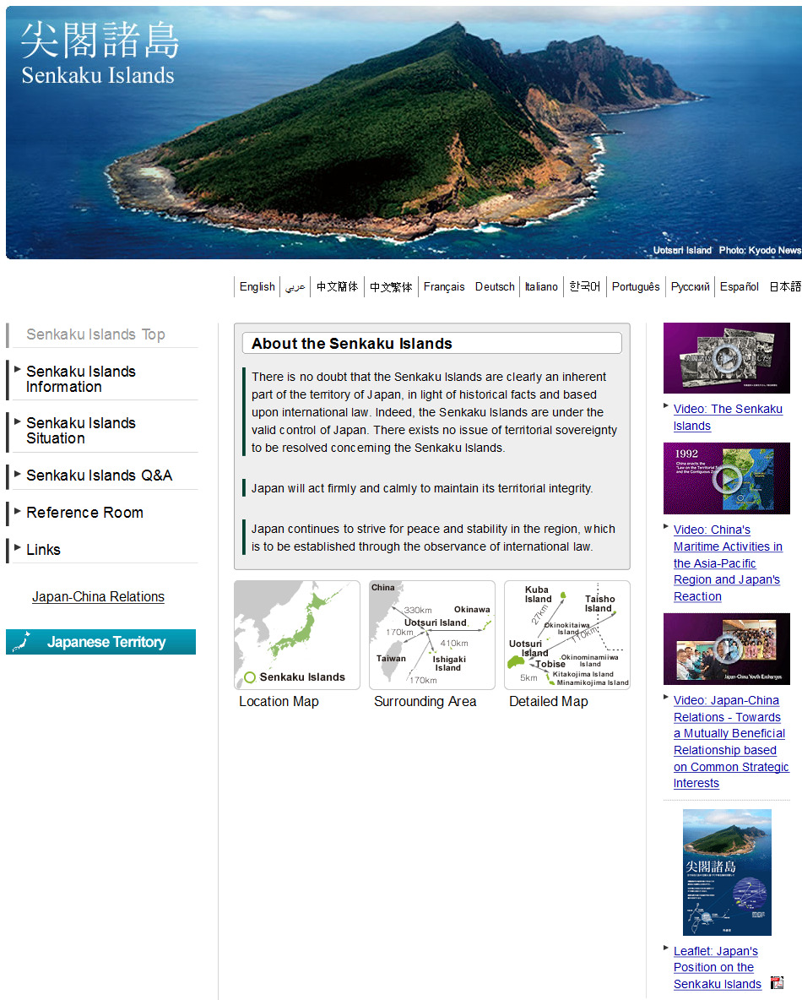 尖閣諸島
Senkaku Islands
Uotsuri Island Photo: Kyodo News
English
عربي
中文簡体
中文繁体
Français
Deutsch
Italiano
한국어
Português
Русский
Español
日本語
Senkaku Islands Top
Senkaku Islands
Information
Senkaku Islands
Situation
Senkaku Islands Q&A
Reference Room
Links
Japan-China Relations
Japanese Territory
About the Senkaku Islands
There is no doubt that the Senkaku Islands are clearly an inherent
part of the territory of Japan, in light of historical facts and based
upon international law. Indeed, the Senkaku Islands are under the
valid control of Japan. There exists no issue of territorial sovereignty
to be resolved concerning the Senkaku Islands.
Japan will act firmly and calmly to maintain its territorial integrity.
Japan continues to strive for peace and stability in the region, which
is to be established through the observance of international law.
Senkaku Islands
Location Map
China
330km
Okinawa
Uotsuri Island
170km
410km
Taiwan
Ishigaki
Island
170km
Surrounding Area
Kuba
Island
Taisho
Island
27km
Okinokitaiwa
Island
110km
Uotsuri
Island
Okinominamiiwa
Island
Tobise
5km
Kitakojima Island
Minamikojima Island
Detailed Map
Video: The Senkaku
Islands
1992
China enacts the
Video: China's
Maritime Activities in
the Asia-Pacific
Region and Japan's
Reaction
Japan-China Youth Exchanges
Video: Japan-China
Relations - Towards
a Mutually Beneficial
Relationship based
on Common Strategic
Interests
尖閣諸島
Leaflet: Japan's
Position on the
Senkaku Islands